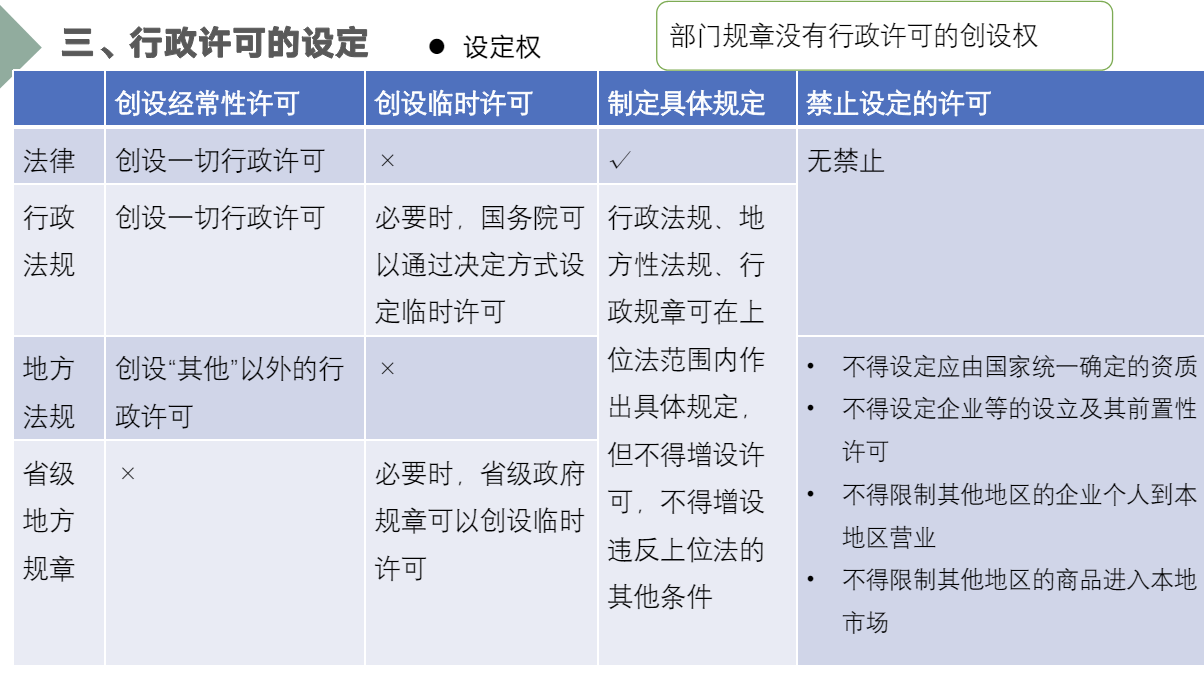 三、行政许可的设定
● 设定权
部门规章没有行政许可的创设权
创设经常性许可
创设临时许可
制定具体规定
禁止设定的许可
法律
创设一切行政许可
×
√
无禁止
行政
法规
创设一切行政许可
必要时，国务院可
以通过决定方式设
定临时许可
行政法规、地
方性法规、行
政规章可在上
位法范围内作
出具体规定，
但不得增设许
可，不得增设
违反上位法的
其他条件
地方
法规
创设“其他”以外的行
政许可
×
• 不得设定应由国家统一确定的资质
• 不得设定企业等的设立及其前置性
许可
• 不得限制其他地区的企业个人到本
地区营业
• 不得限制其他地区的商品进入本地
市场
省级
地方
规章
×
必要时，省级政府
规章可以创设临时
许可